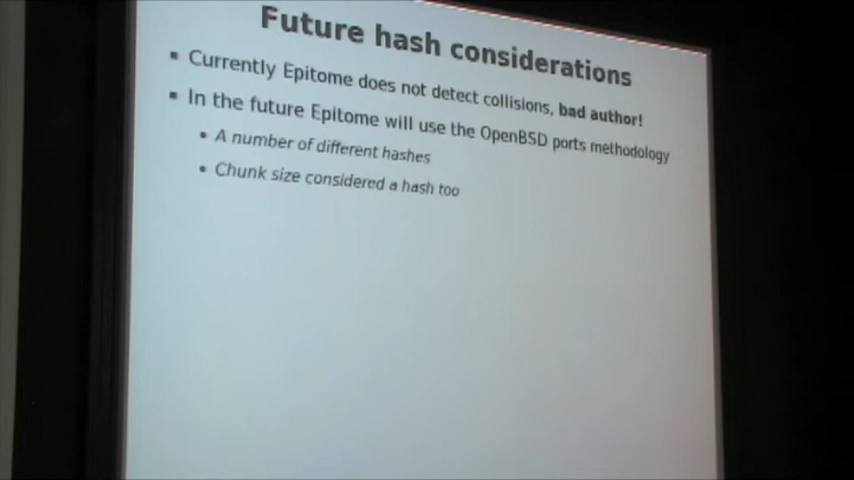 Future hash considerations
Currently Epitome does not detect collisions, bad author!
In the future Epitome will use the OpenBSD ports methodology
A number of different hashes
Chunk size considered a hash too